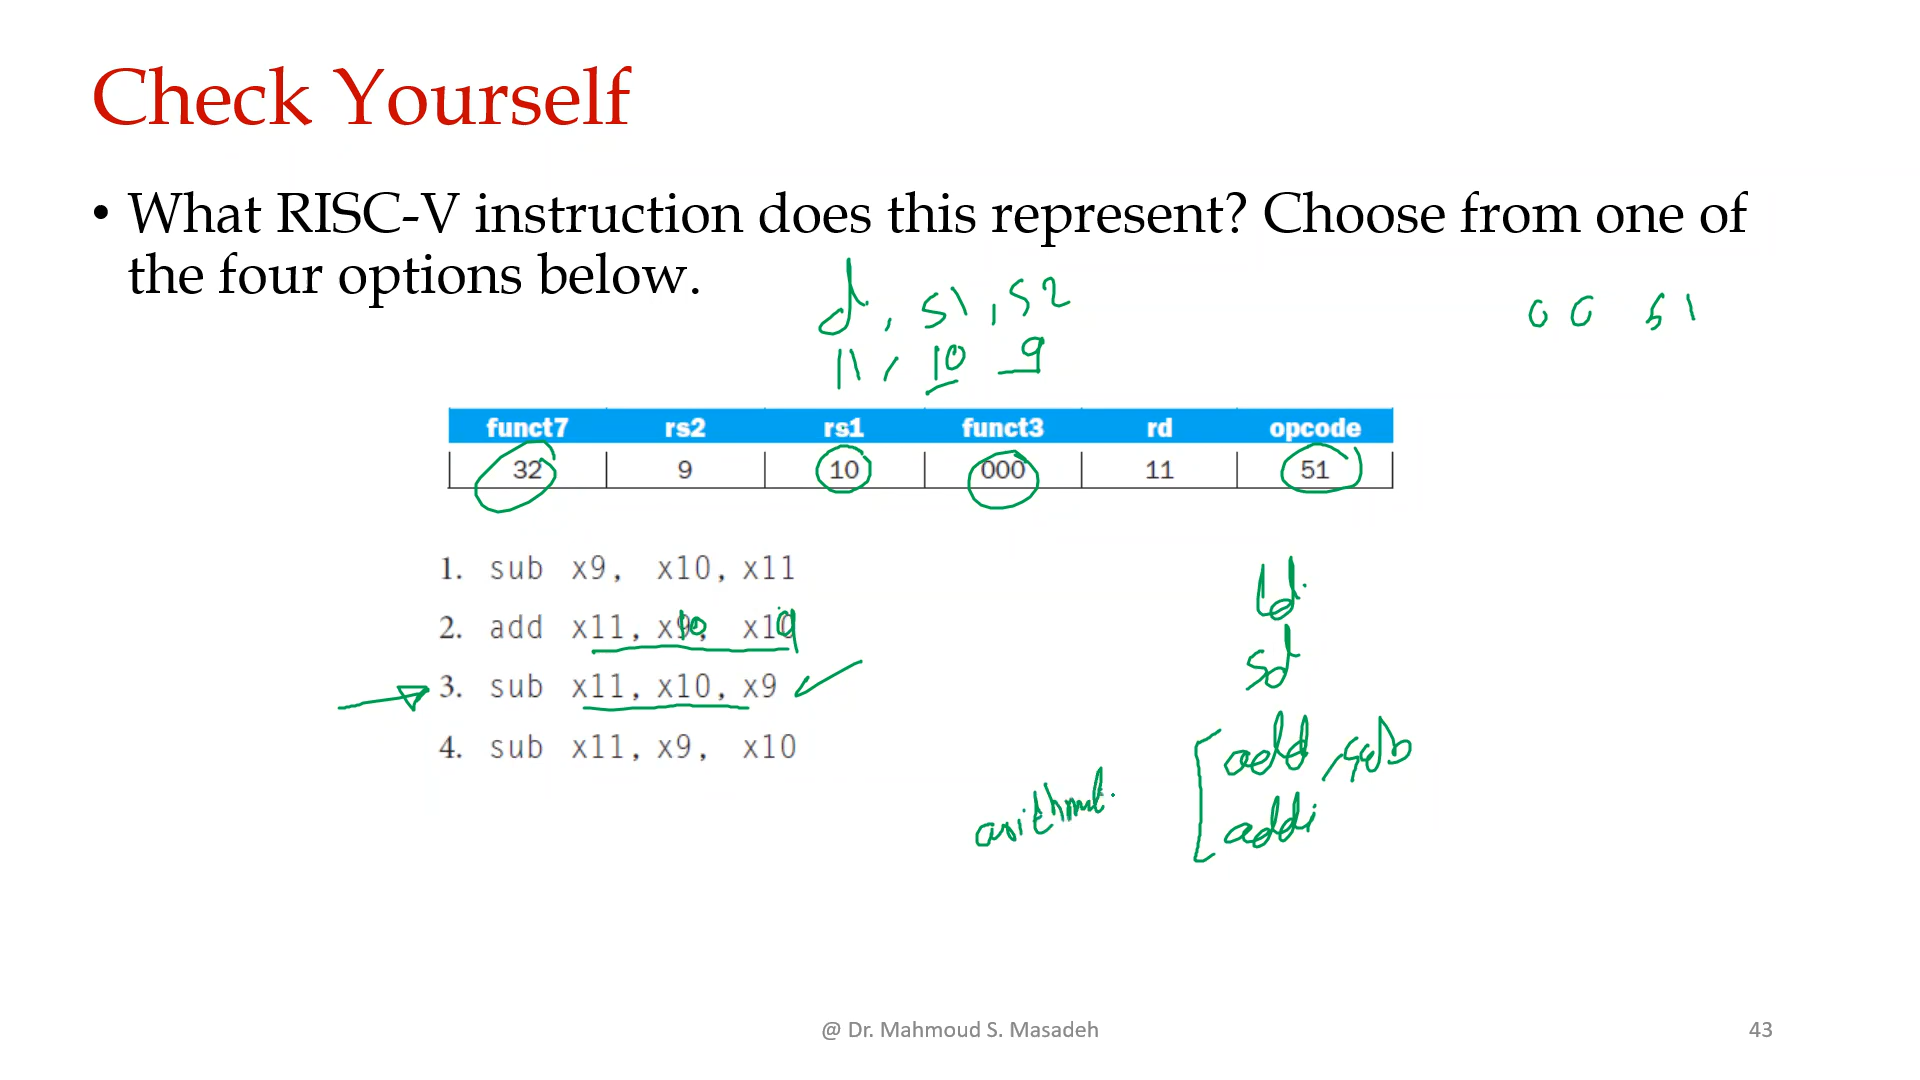 Check Yourself
• What RISC-V instruction does this represent? Choose from one of
the four options below.
d, s1, s2
00 51
11, 10 9
funct7 rs2 rs1 funct3 rd opcode
32 9 10 000 11 51
1. sub x9, x10, x11
2. add x11, x9, x10
10 9
3. sub x11, x10, x9
4. sub x11, x9, x10
ld
sd
add, sub
addi
@ Dr. Mahmoud S. Masadeh
43